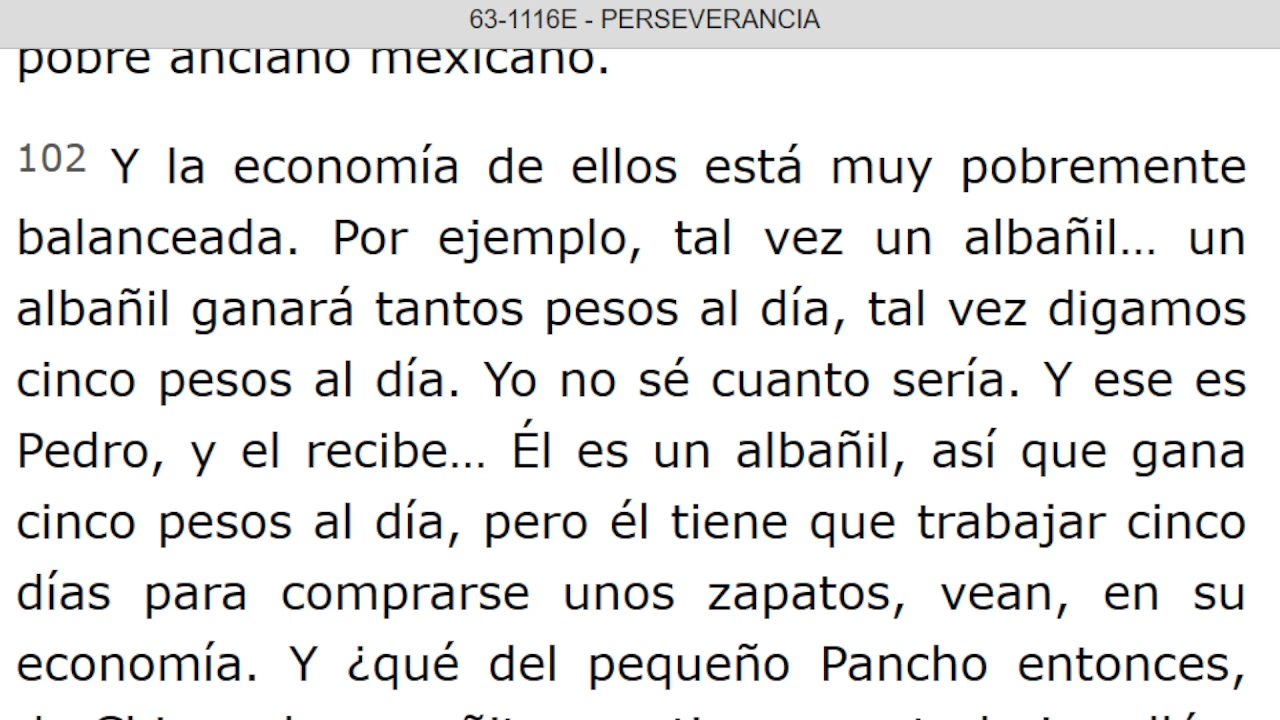 63-1116E - PERSEVERANCIA
pobre anciano mexicano.
102 Y la economía de ellos está muy pobremente
balanceada. Por ejemplo, tal vez un albañil... un
albañil ganará tantos pesos al día, tal vez digamos
cinco pesos al día. Yo no sé cuanto sería. Y ese es
Pedro, y el recibe... Él es un albañil, así que gana
cinco pesos al día, pero él tiene que trabajar cinco
días para comprarse unos zapatos, vean, en su
economía. Y ¿qué del pequeño Pancho entonces,